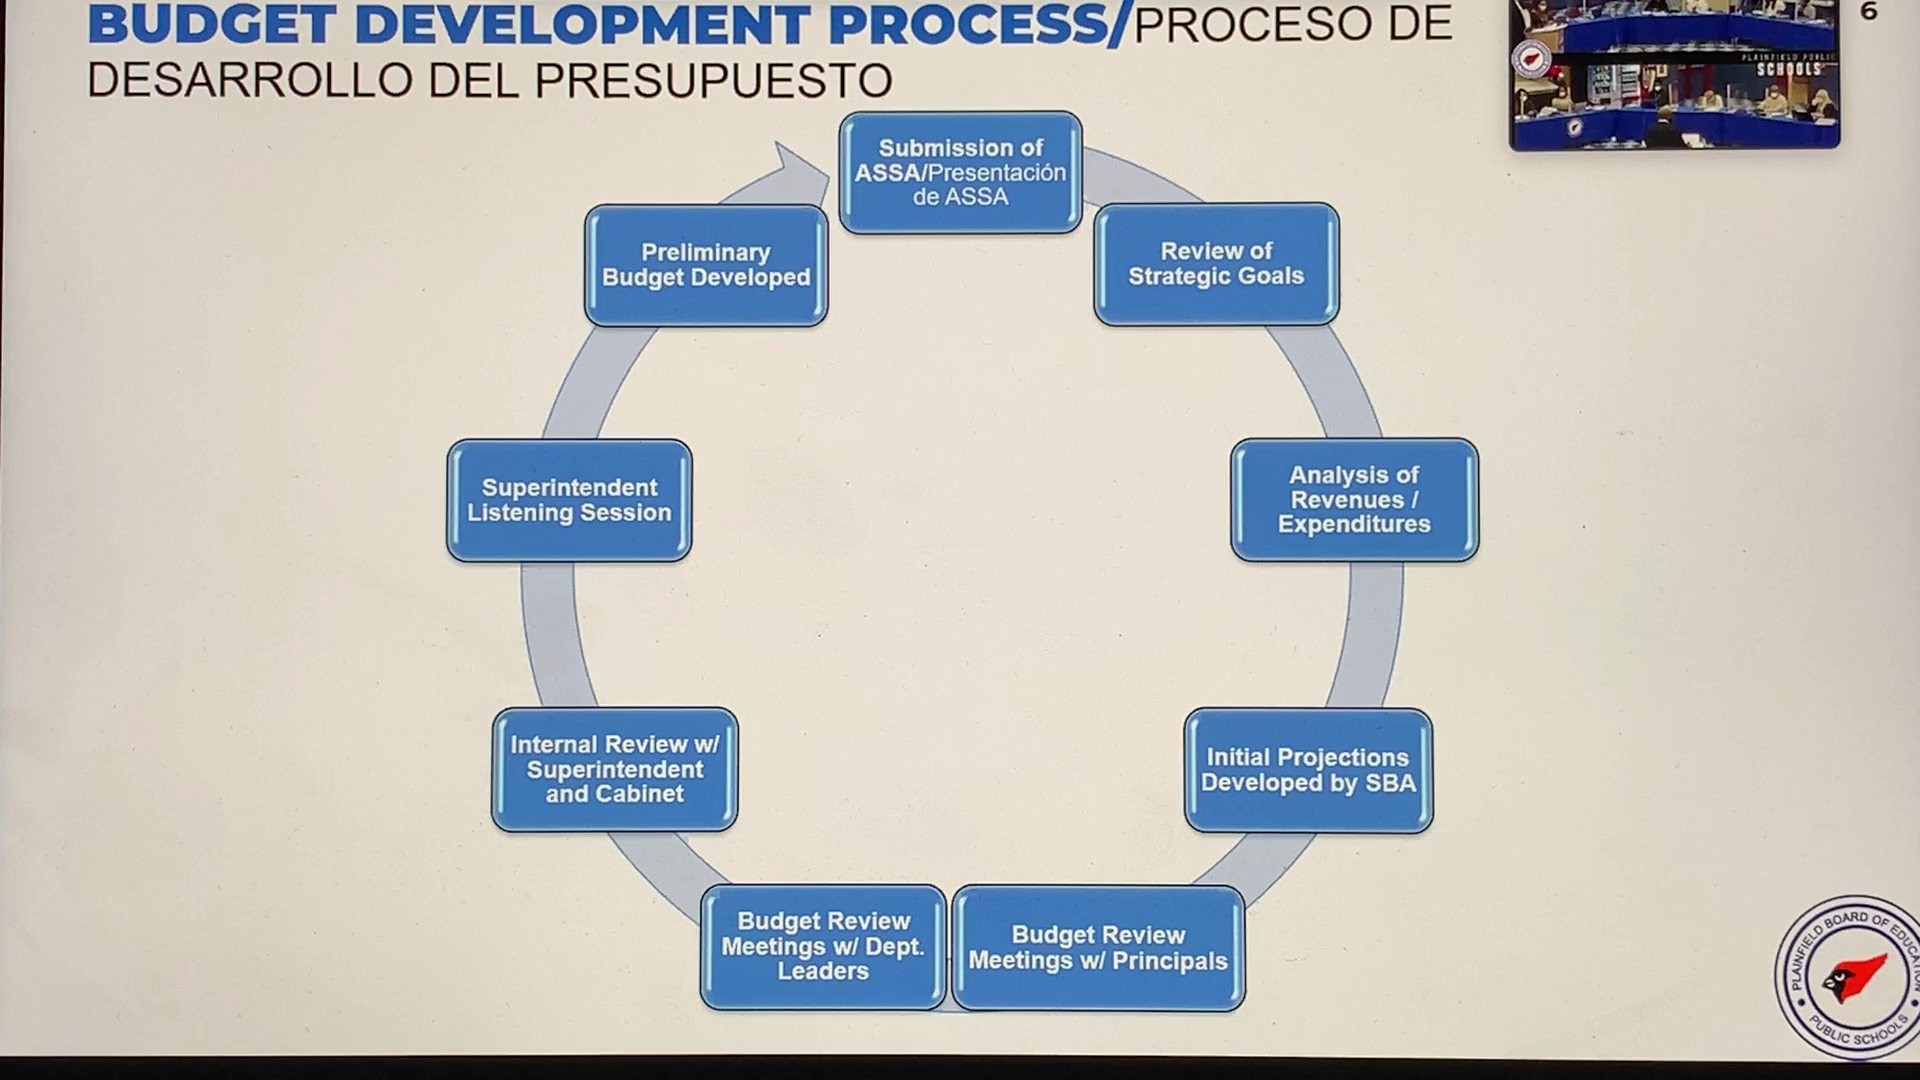 BUDGET DEVELOPMENT PROCESS/PROCESO DE
DESARROLLO DEL PRESUPUESTO
6
PLAINFIELD PUBLIC
SCHOOLS
Submission of
ASSA/Presentación
de ASSA
Review of
Strategic Goals
Analysis of
Revenues /
Expenditures
Initial Projections
Developed by SBA
Budget Review
Meetings w/ Principals
Budget Review
Meetings w/ Dept.
Leaders
Internal Review w/
Superintendent
and Cabinet
Superintendent
Listening Session
Preliminary
Budget Developed
PLAINFIELD BOARD OF EDUCATION
PUBLIC SCHOOLS